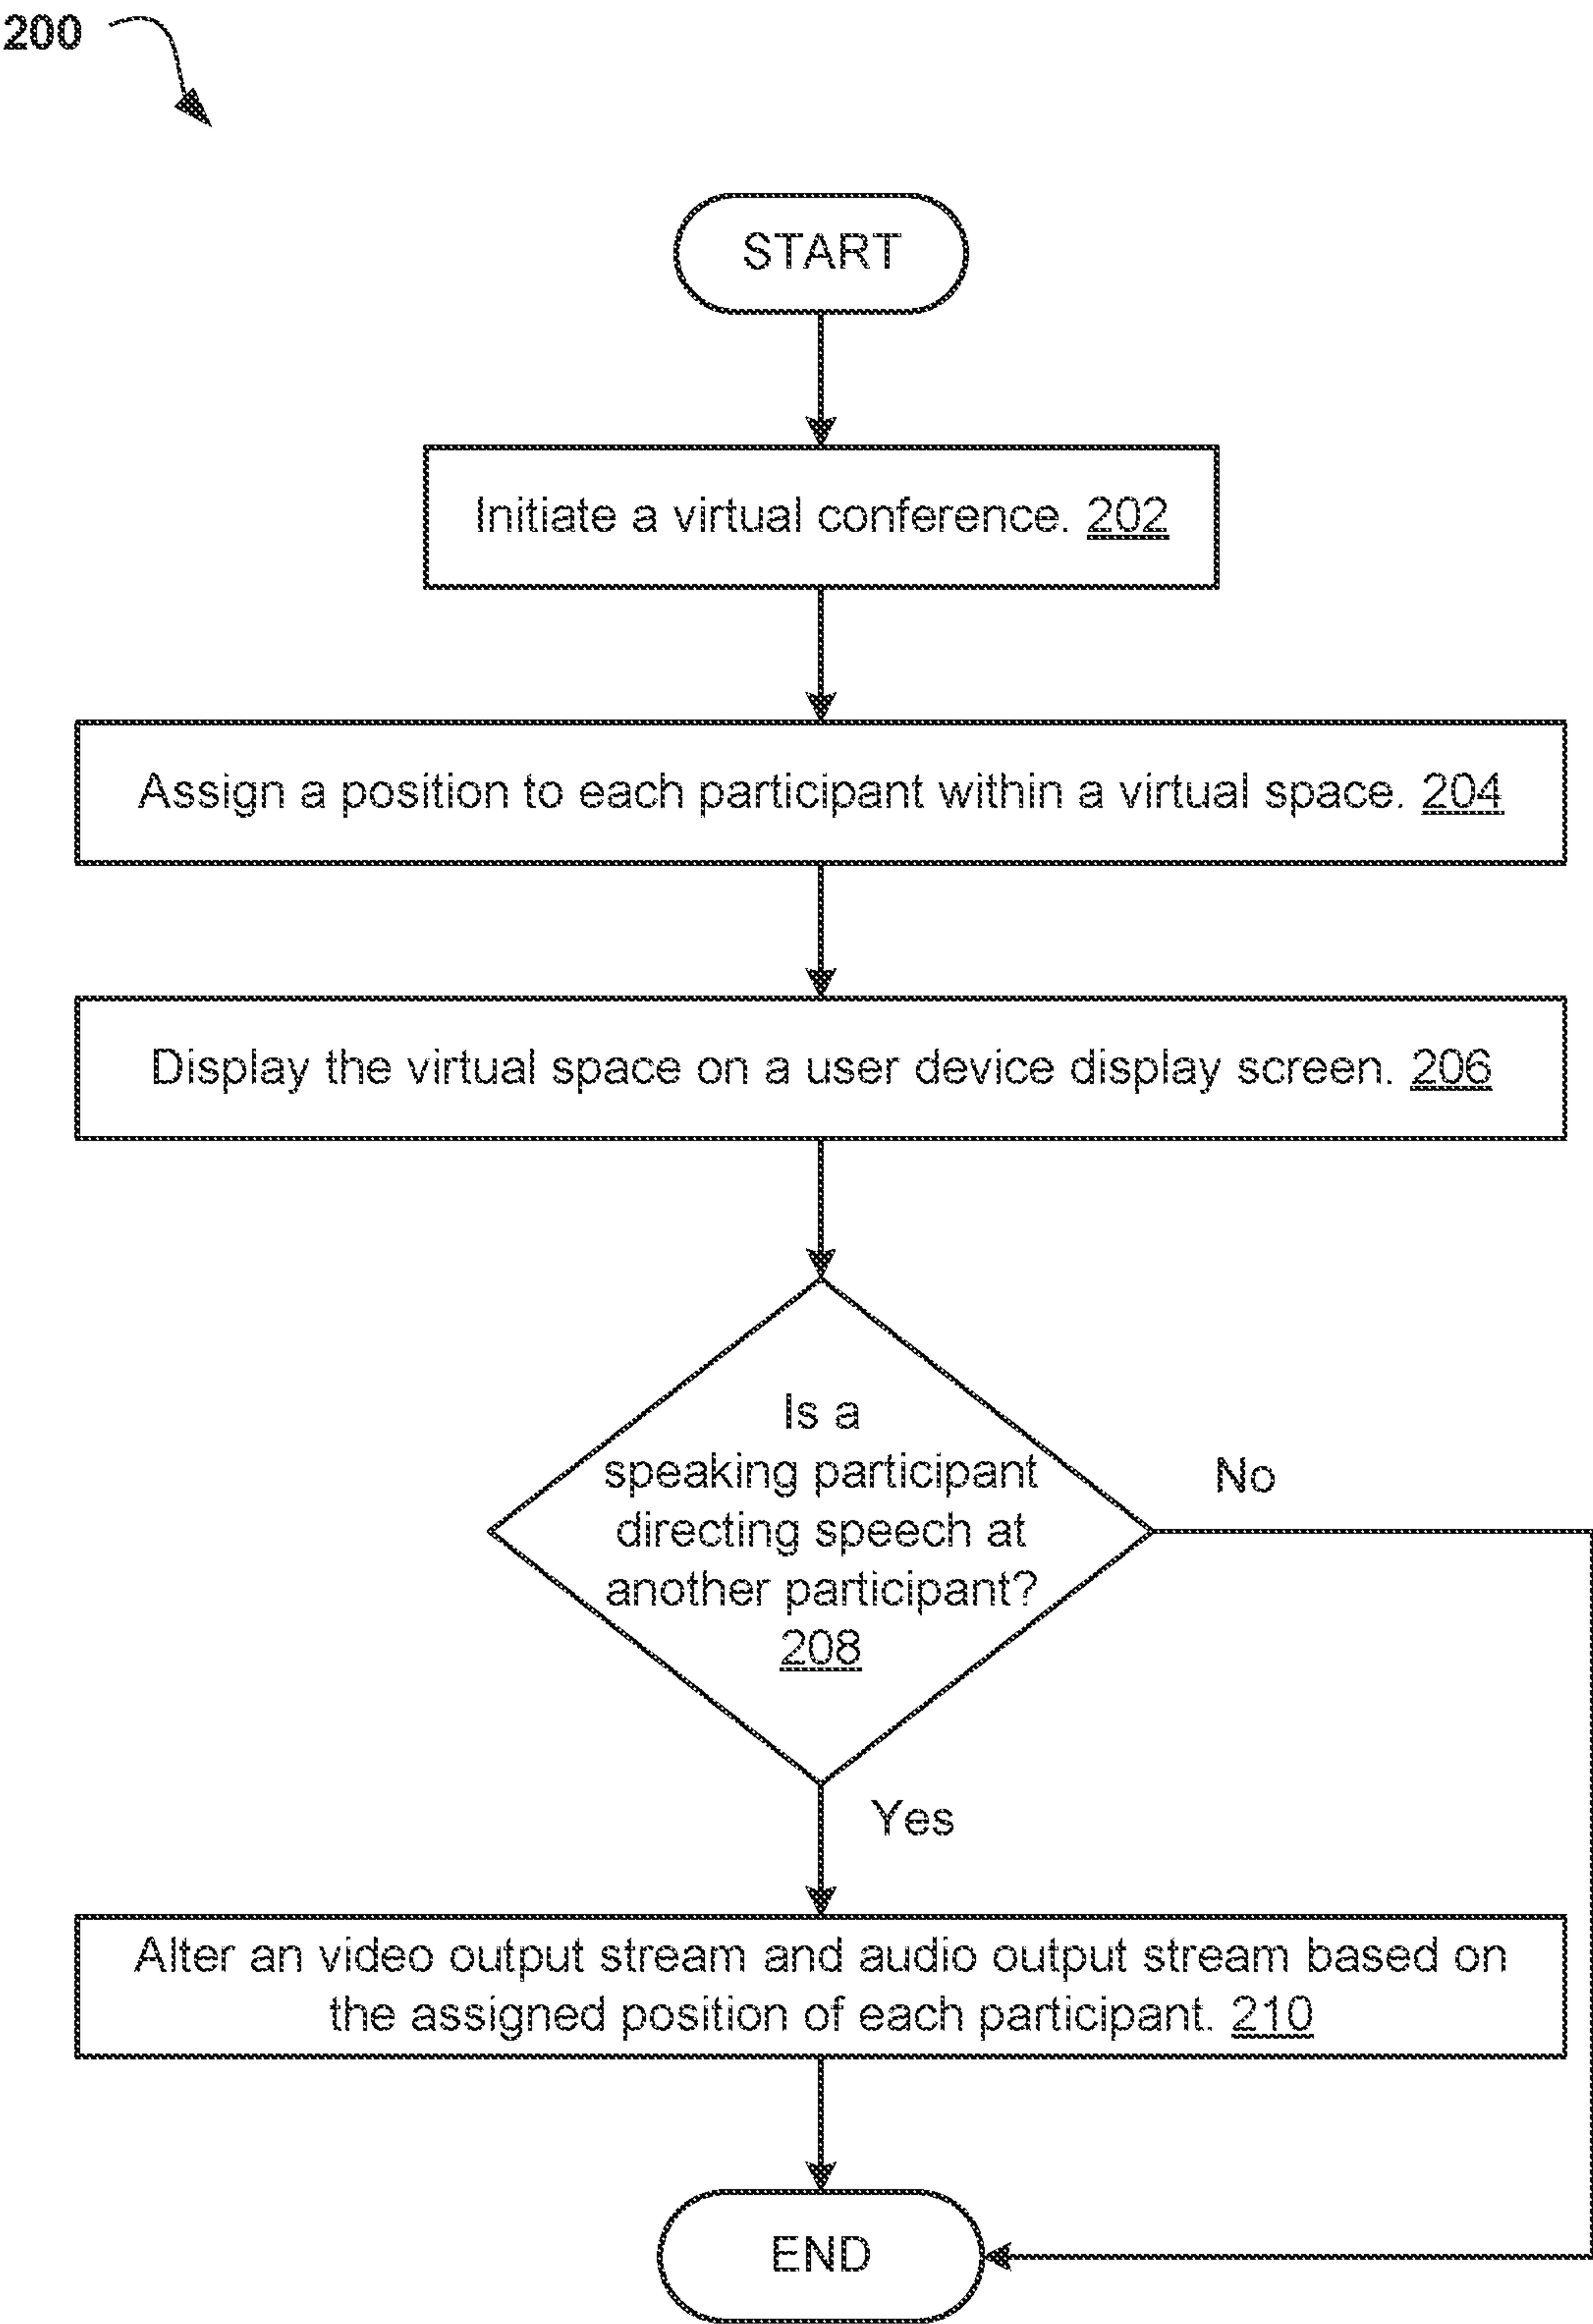 200
START
Initiate a virtual conference. 202
Assign a position to each participant within a virtual space. 204
Display the virtual space on a user device display screen. 206
Is a
speaking participant
directing speech at
another participant?
208
No
Yes
Alter an video output stream and audio output stream based on
the assigned position of each participant. 210
END